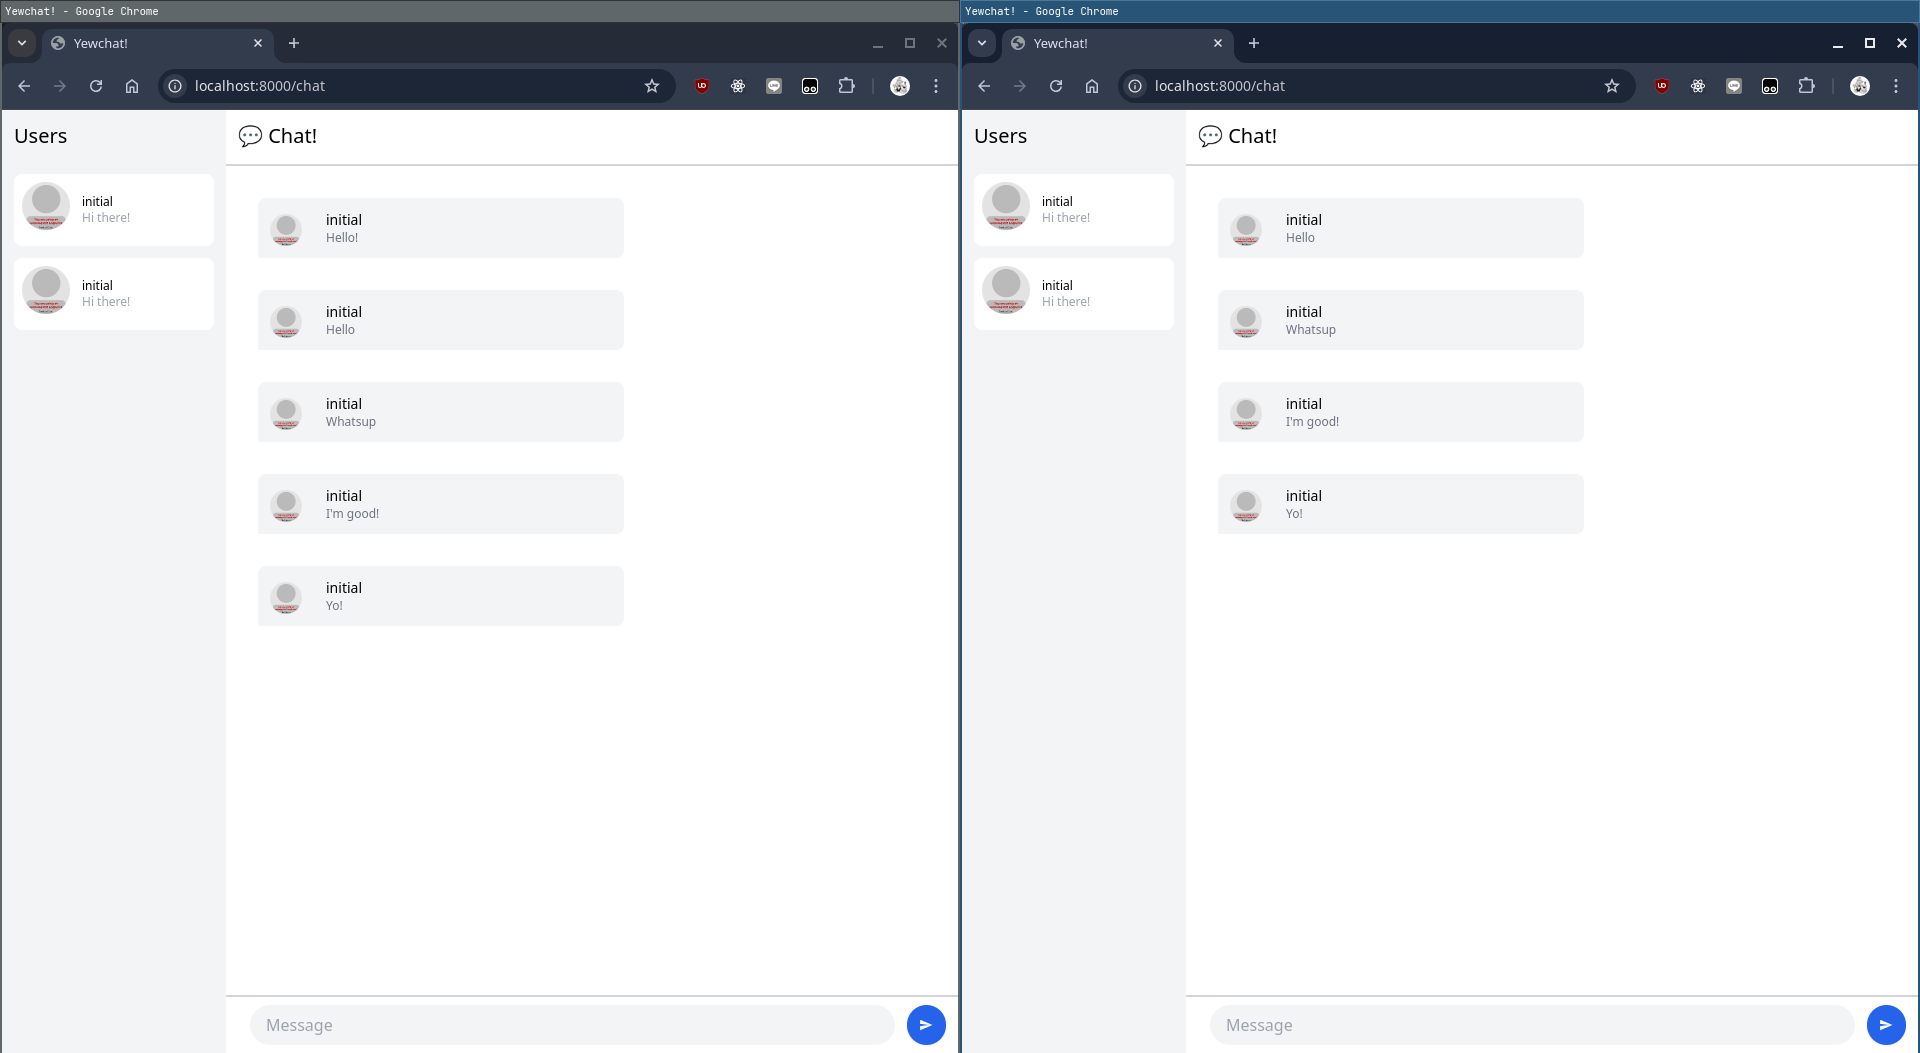 Yewchat! - Google Chrome
Yewchat!
localhost:8000/chat
Users
initial
Hi there!
initial
Hi there!
💬 Chat!
initial
Hello!
initial
Hello
initial
Whatsup
initial
I'm good!
initial
Yo!
Message
Yewchat! - Google Chrome
Yewchat!
localhost:8000/chat
Users
initial
Hi there!
initial
Hi there!
💬 Chat!
initial
Hello
initial
Whatsup
initial
I'm good!
initial
Yo!
Message